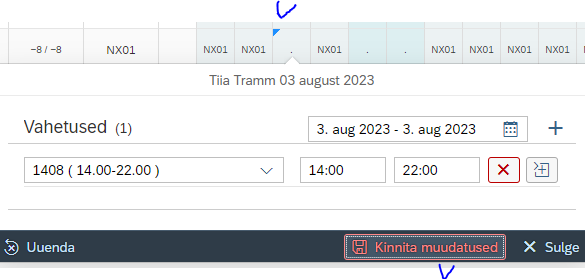 −8 / −8 NX01 NX01 NX01 . NX01 . . NX01 NX01 NX01 NX01
Tiia Tramm 03 august 2023
Vahetused (1) 3. aug 2023 - 3. aug 2023
1408 ( 14.00-22.00 ) 14:00 22:00
Uuenda Kinnita muudatused Sulge